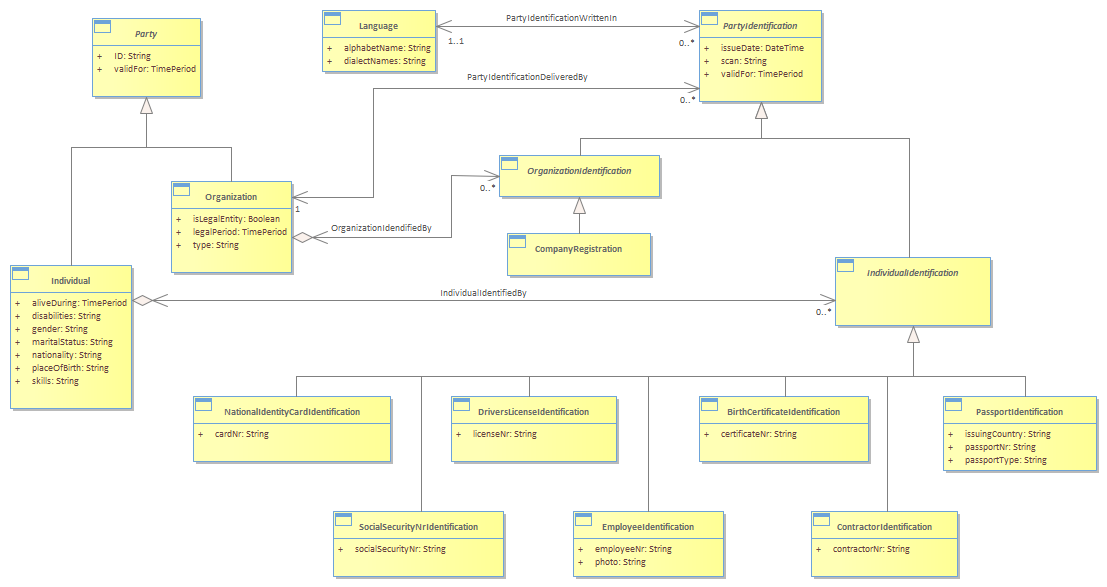 Party
+ ID: String
+ validFor: TimePeriod
Language
+ alphabetName: String
+ dialectNames: String
PartyIdentificationWrittenIn
1..1
0..*
PartyIdentification
+ issueDate: DateTime
+ scan: String
+ validFor: TimePeriod
PartyIdentificationDeliveredBy
0..*
1
Organization
+ isLegalEntity: Boolean
+ legalPeriod: TimePeriod
+ type: String
OrganizationIdendifiedBy
0..*
OrganizationIdentification
CompanyRegistration
Individual
+ aliveDuring: TimePeriod
+ disabilities: String
+ gender: String
+ maritalStatus: String
+ nationality: String
+ placeOfBirth: String
+ skills: String
IndividualIdentifiedBy
0..*
IndividualIdentification
NationalIdentityCardIdentification
+ cardNr: String
DriversLicenseIdentification
+ licenseNr: String
BirthCertificateIdentification
+ certificateNr: String
PassportIdentification
+ issuingCountry: String
+ passportNr: String
+ passportType: String
SocialSecurityNrIdentification
+ socialSecurityNr: String
EmployeeIdentification
+ employeeNr: String
+ photo: String
ContractorIdentification
+ contractorNr: String